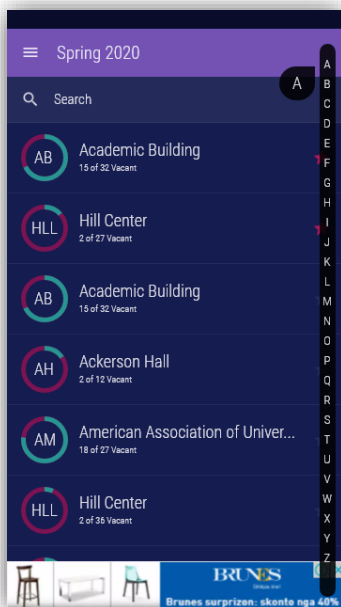 Spring 2020
A
Search
AB
Academic Building
15 of 32 Vacant
HLL
Hill Center
2 of 27 Vacant
AB
Academic Building
15 of 32 Vacant
AH
Ackerson Hall
2 of 12 Vacant
AM
American Association of Univer...
18 of 27 Vacant
HLL
Hill Center
2 of 36 Vacant
A
B
C
D
E
F
G
H
I
J
K
L
M
N
O
P
Q
R
S
T
U
V
W
X
Y
Z
BRUNES
Brunes surprizon: skonto nga 40%